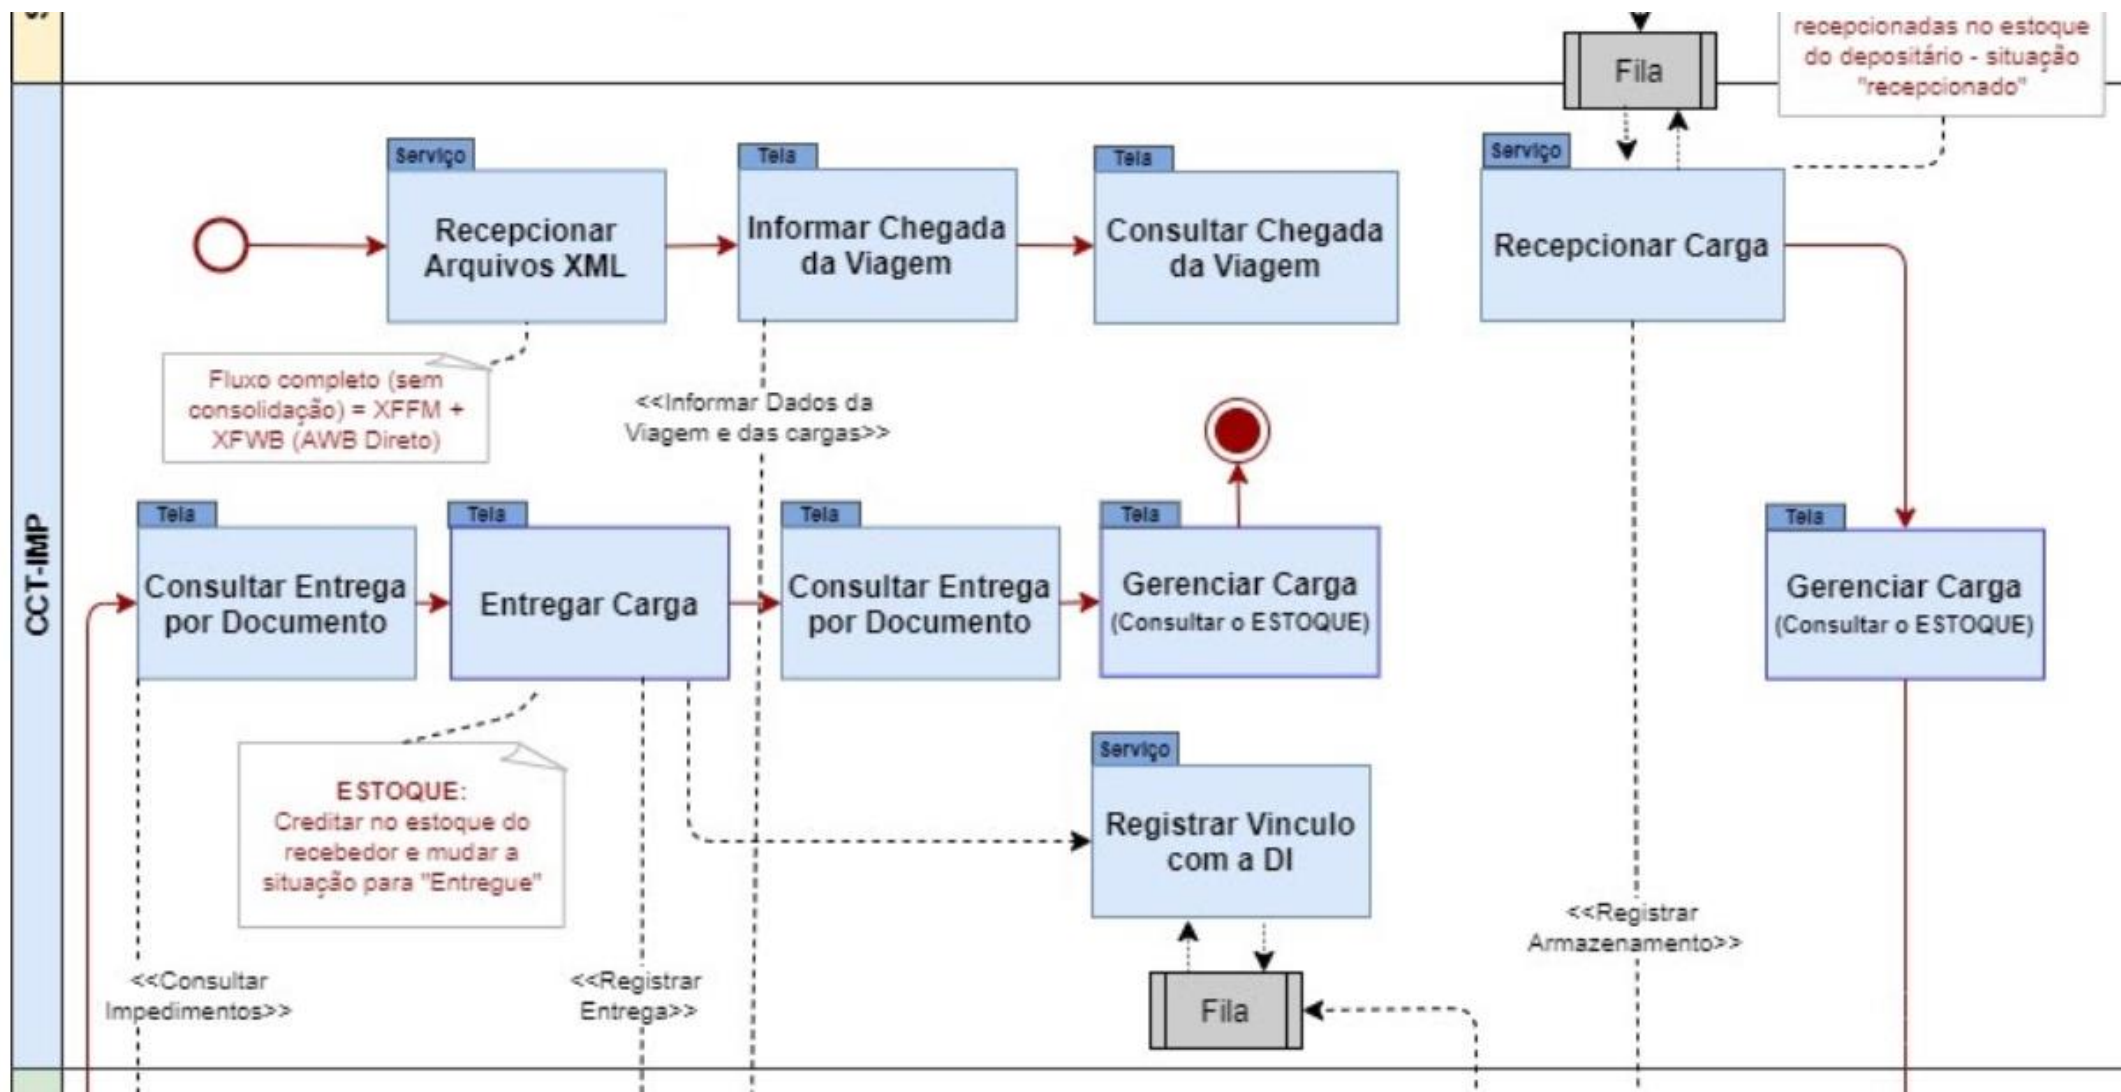 recepcionadas no estoque
do depositário - situação
"recepcionado"
Fila
CCT-IMP
Serviço
Recepcionar
Arquivos XML
Tela
Informar Chegada
da Viagem
Tela
Consultar Chegada
da Viagem
Serviço
Recepcionar Carga
Fluxo completo (sem
consolidação) = XFFM +
XFWB (AWB Direto)
<<Informar Dados da
Viagem e das cargas>>
Tela
Consultar Entrega
por Documento
Tela
Entregar Carga
Tela
Consultar Entrega
por Documento
Tela
Gerenciar Carga
(Consultar o ESTOQUE)
Tela
Gerenciar Carga
(Consultar o ESTOQUE)
ESTOQUE:
Creditar no estoque do
recebedor e mudar a
situação para "Entregue"
Serviço
Registrar Vinculo
com a DI
<<Registrar
Armazenamento>>
<<Consultar
Impedimentos>>
<<Registrar
Entrega>>
Fila